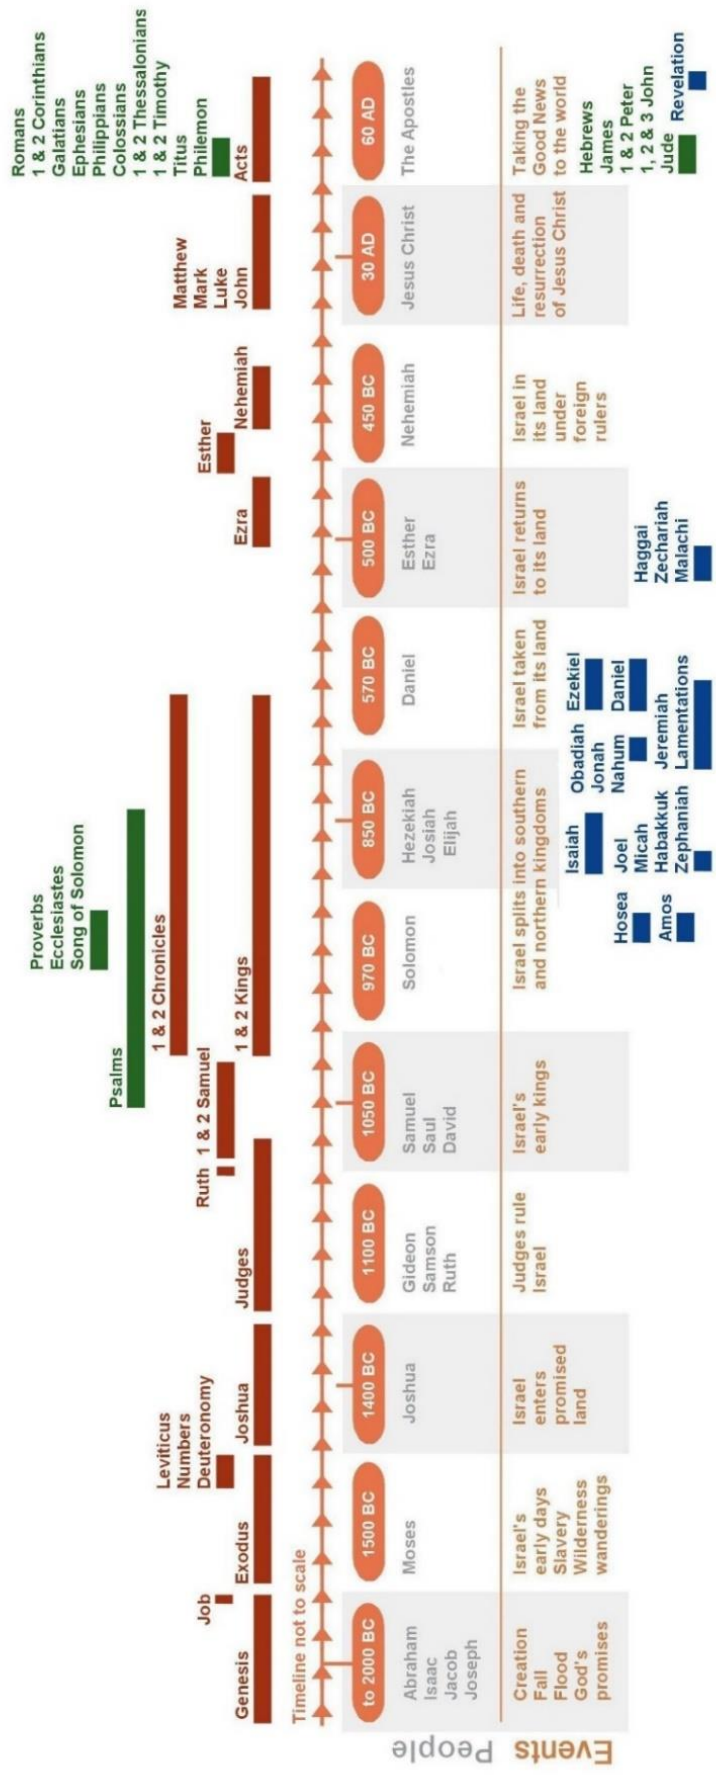 Proverbs
Ecclesiastes
Song of Solomon
Psalms
1 & 2 Chronicles
Romans
1 & 2 Corinthians
Galatians
Ephesians
Philippians
Colossians
1 & 2 Thessalonians
1 & 2 Timothy
Titus
Philemon
Leviticus
Numbers
Deuteronomy
Matthew
Mark
Luke
John
Job
Ruth
1 & 2 Samuel
Esther
Genesis
Exodus
Joshua
Judges
1 & 2 Kings
Ezra
Nehemiah
Acts
Timeline not to scale
to 2000 BC
1500 BC
1400 BC
1100 BC
1050 BC
970 BC
850 BC
570 BC
500 BC
450 BC
30 AD
60 AD
People
Abraham
Isaac
Jacob
Joseph
Moses
Joshua
Gideon
Samson
Ruth
Samuel
Saul
David
Solomon
Hezekiah
Josiah
Elijah
Daniel
Esther
Ezra
Nehemiah
Jesus Christ
The Apostles
Events
Creation
Fall
Flood
God's
promises
Israel's
early days
Slavery
Wilderness
wanderings
Israel
enters
promised
land
Judges rule
Israel
Israel's
early kings
Israel splits into southern
and northern kingdoms
Israel taken
from its land
Israel returns
to its land
Israel in
its land
under
foreign
rulers
Life, death and
resurrection
of Jesus Christ
Taking the
Good News
to the world
Hosea
Amos
Isaiah
Joel
Micah
Habakkuk
Zephaniah
Obadiah
Jonah
Nahum
Ezekiel
Daniel
Jeremiah
Lamentations
Haggai
Zechariah
Malachi
Hebrews
James
1 & 2 Peter
1, 2 & 3 John
Jude
Revelation